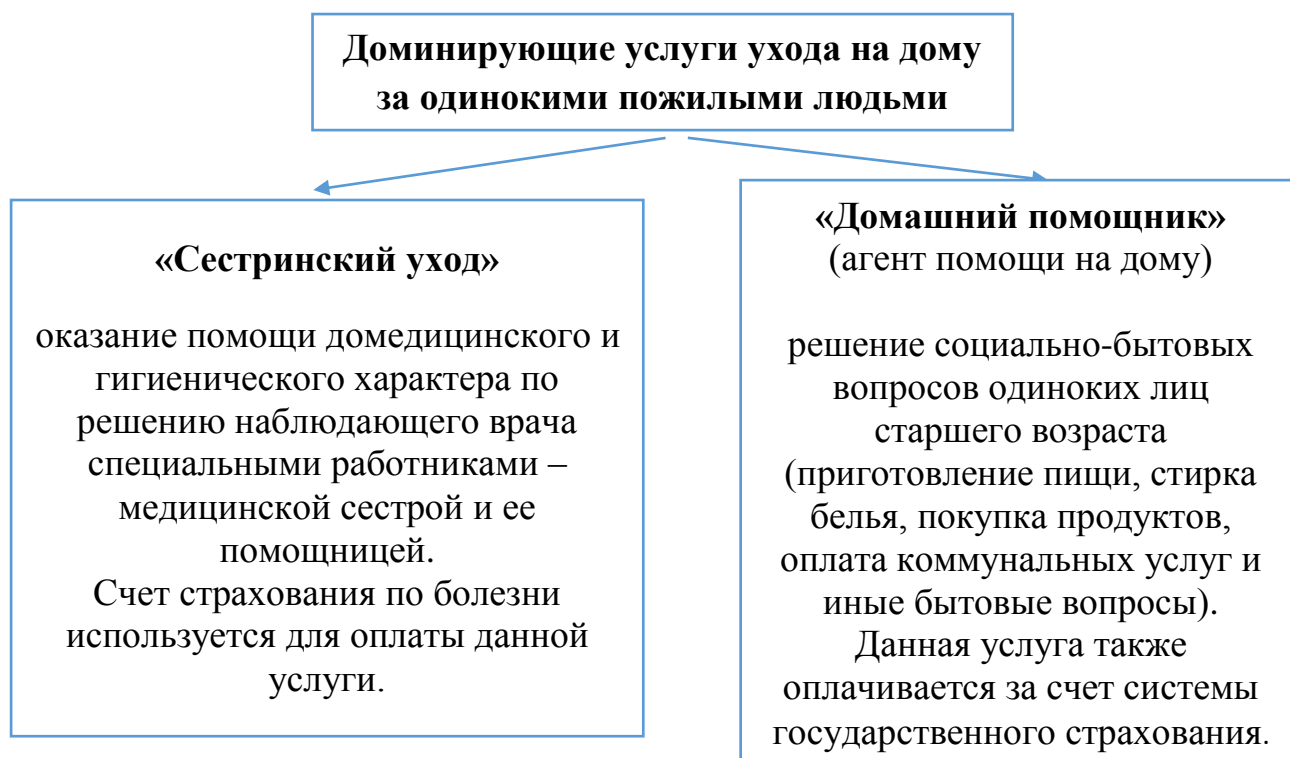 Доминирующие услуги ухода на дому
за одинокими пожилыми людьми
«Сестринский уход»
оказание помощи домедицинского и
гигиенического характера по
решению наблюдающего врача
специальными работниками –
медицинской сестрой и ее
помощницей.
Счет страхования по болезни
используется для оплаты данной
услуги.
«Домашний помощник»
(агент помощи на дому)
решение социально-бытовых
вопросов одиноких лиц
старшего возраста
(приготовление пищи, стирка
белья, покупка продуктов,
оплата коммунальных услуг и
иные бытовые вопросы).
Данная услуга также
оплачивается за счет системы
государственного страхования.